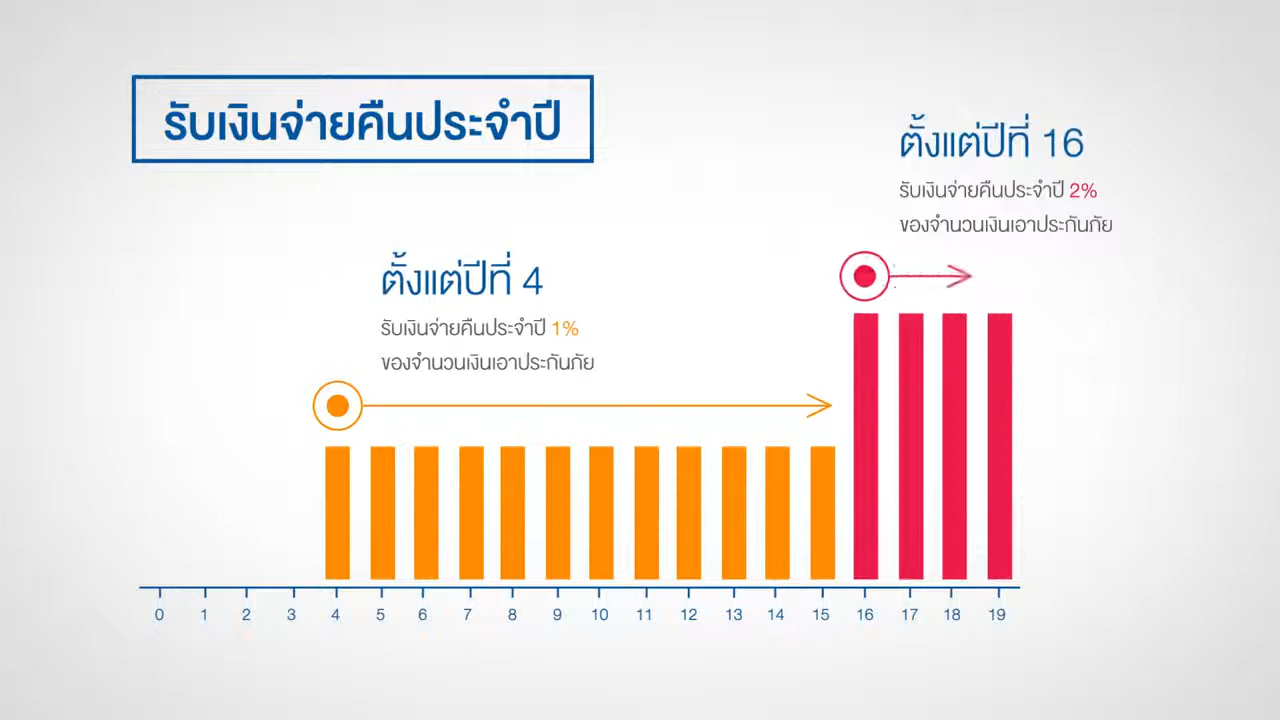 รับเงินจ่ายคืนประจำปี
ตั้งแต่ปีที่ 16
รับเงินจ่ายคืนประจำปี 2%
ของจำนวนเงินเอาประกันภัย
ตั้งแต่ปีที่ 4
รับเงินจ่ายคืนประจำปี 1%
ของจำนวนเงินเอาประกันภัย
0 1 2 3 4 5 6 7 8 9 10 11 12 13 14 15 16 17 18 19